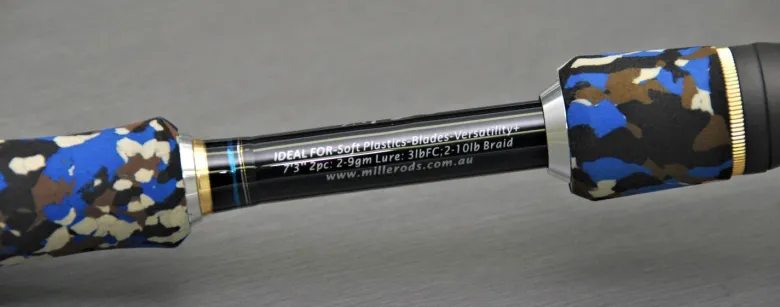 IDEAL FOR-Soft Plastics-Blades-Versatility+
7'3" 2pc: 2-9gm Lure: 3lbFC;2-10lb Braid
www.millerods.com.au